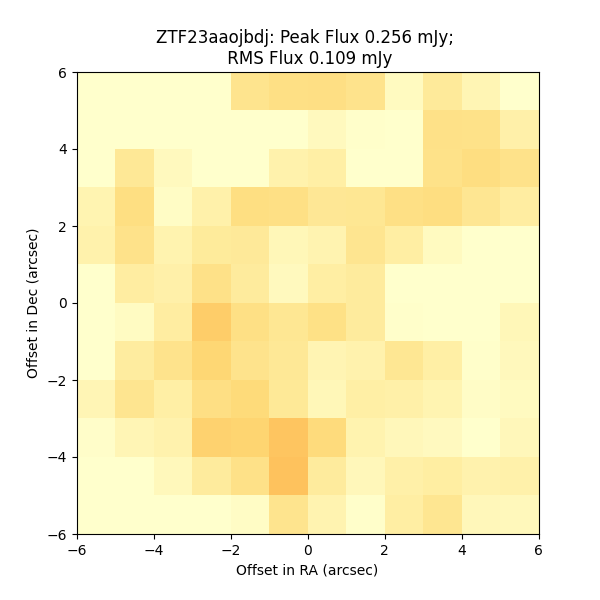 ZTF23aaojbdj: Peak Flux 0.256 mJy;
RMS Flux 0.109 mJy
6
4
2
0
−2
−4
−6
Offset in Dec (arcsec)
−6 −4 −2 0 2 4 6
Offset in RA (arcsec)